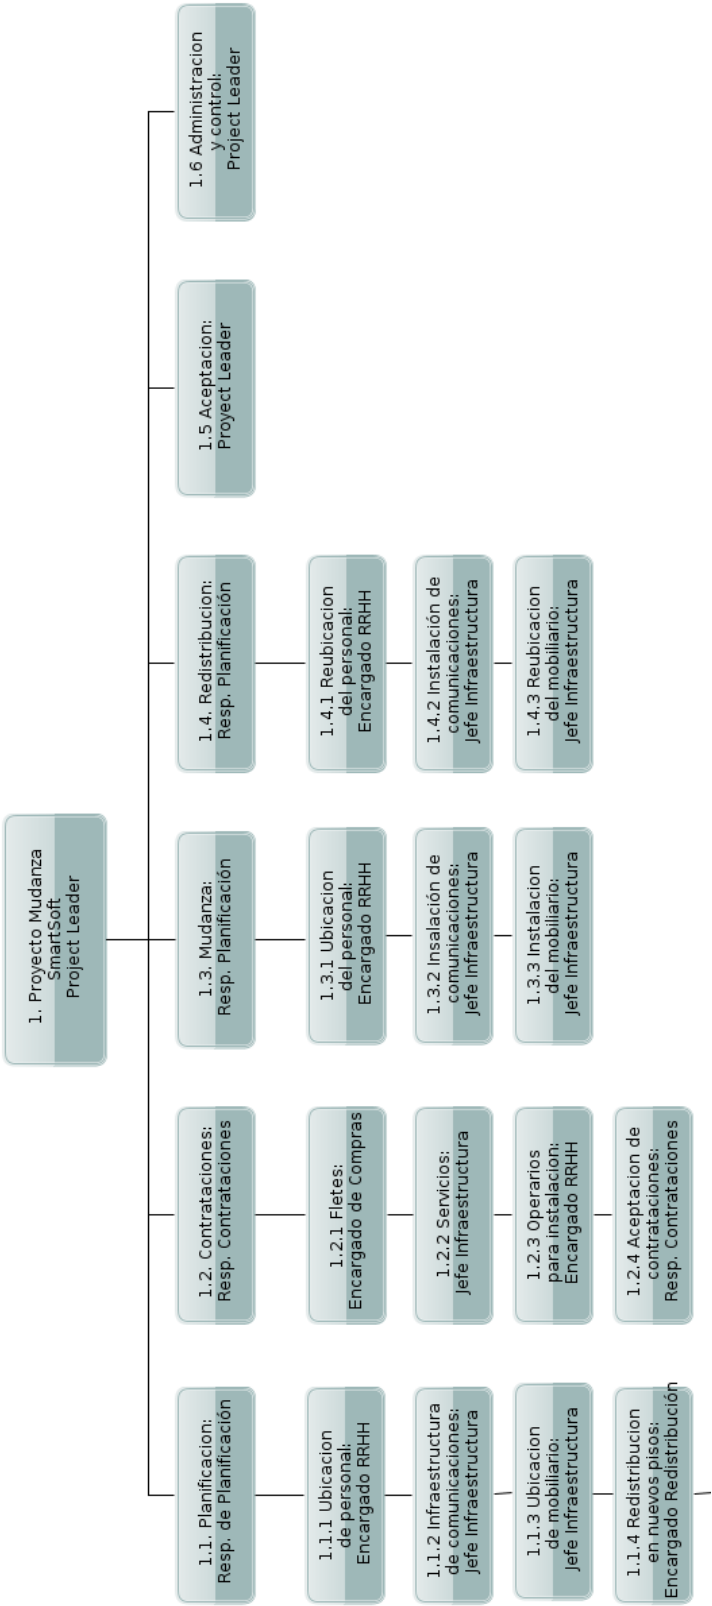 1. Proyecto Mudanza
SmartSoft
Project Leader
1.1. Planificacion:
Resp. de Planificación
1.1.1 Ubicacion
de personal:
Encargado RRHH
1.1.2 Infraestructura
de comunicaciones:
Jefe Infraestructura
1.1.3 Ubicacion
de mobiliario:
Jefe Infraestructura
1.1.4 Redistribucion
en nuevos pisos:
Encargado Redistribución
1.2. Contrataciones:
Resp. Contrataciones
1.2.1 Fletes:
Encargado de Compras
1.2.2 Servicios:
Jefe Infraestructura
1.2.3 Operarios
para instalacion:
Encargado RRHH
1.2.4 Aceptacion de
contrataciones:
Resp. Contrataciones
1.3. Mudanza:
Resp. Planificación
1.3.1 Ubicacion
del personal:
Encargado RRHH
1.3.2 Insalación de
comunicaciones:
Jefe Infraestructura
1.3.3 Instalacion
del mobiliario:
Jefe Infraestructura
1.4. Redistribucion:
Resp. Planificación
1.4.1 Reubicacion
del personal:
Encargado RRHH
1.4.2 Instalación de
comunicaciones:
Jefe Infraestructura
1.4.3 Reubicacion
del mobiliario:
Jefe Infraestructura
1.5 Aceptacion:
Proyect Leader
1.6 Administracion
y control:
Project Leader